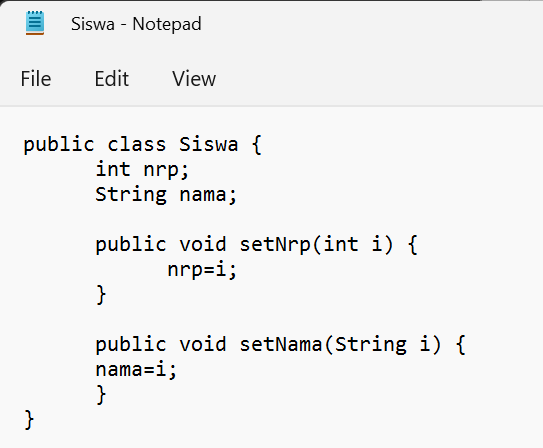 Siswa - Notepad
File Edit View
public class Siswa {
int nrp;
String nama;
public void setNrp(int i) {
nrp=i;
}
public void setNama(String i) {
nama=i;
}
}